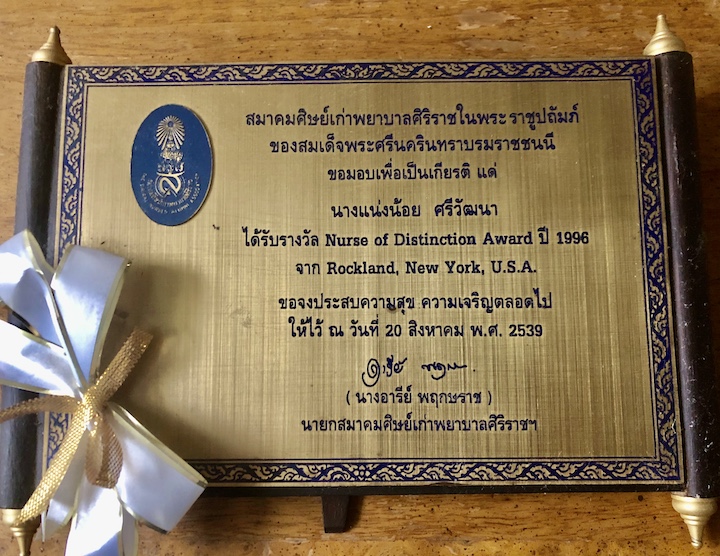 สมาคมศิษย์เก่าพยาบาลศิริราชในพระราชูปถัมภ์
ของสมเด็จพระศรีนครินทราบรมราชชนนี
ขอมอบเพื่อเป็นเกียรติ แด่
นางแน่งน้อย ศรีวัฒนา
ได้รับรางวัล Nurse of Distinction Award ปี 1996
จาก Rockland, New York, U.S.A.
ขอจงประสบความสุข ความเจริญตลอดไป
ให้ไว้ ณ วันที่ 20 สิงหาคม พ.ศ. 2539
( นางอารีย์ พฤกษราช )
นายกสมาคมศิษย์เก่าพยาบาลศิริราชฯ